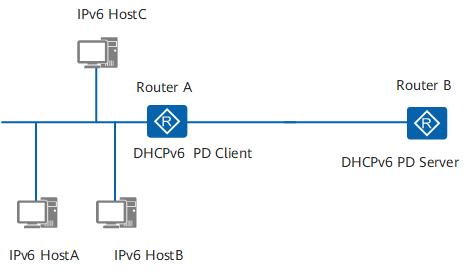 IPv6 HostC
Router A
Router B
R
R
DHCPv6 PD Client
DHCPv6 PD Server
IPv6 HostA
IPv6 HostB